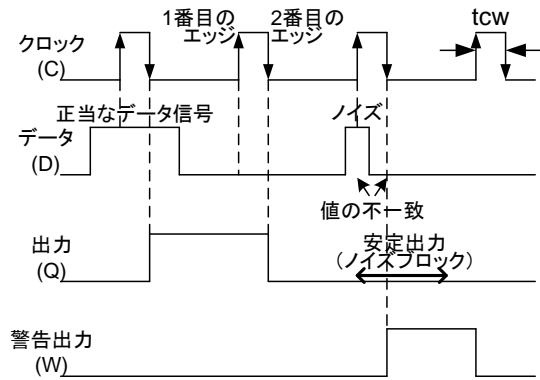 1番目の
エッジ
2番目の
エッジ
tcw
クロック
(C)
正当なデータ信号
ノイズ
データ
(D)
値の不一致
出力
(Q)
安定出力
(ノイズブロック)
警告出力
(W)